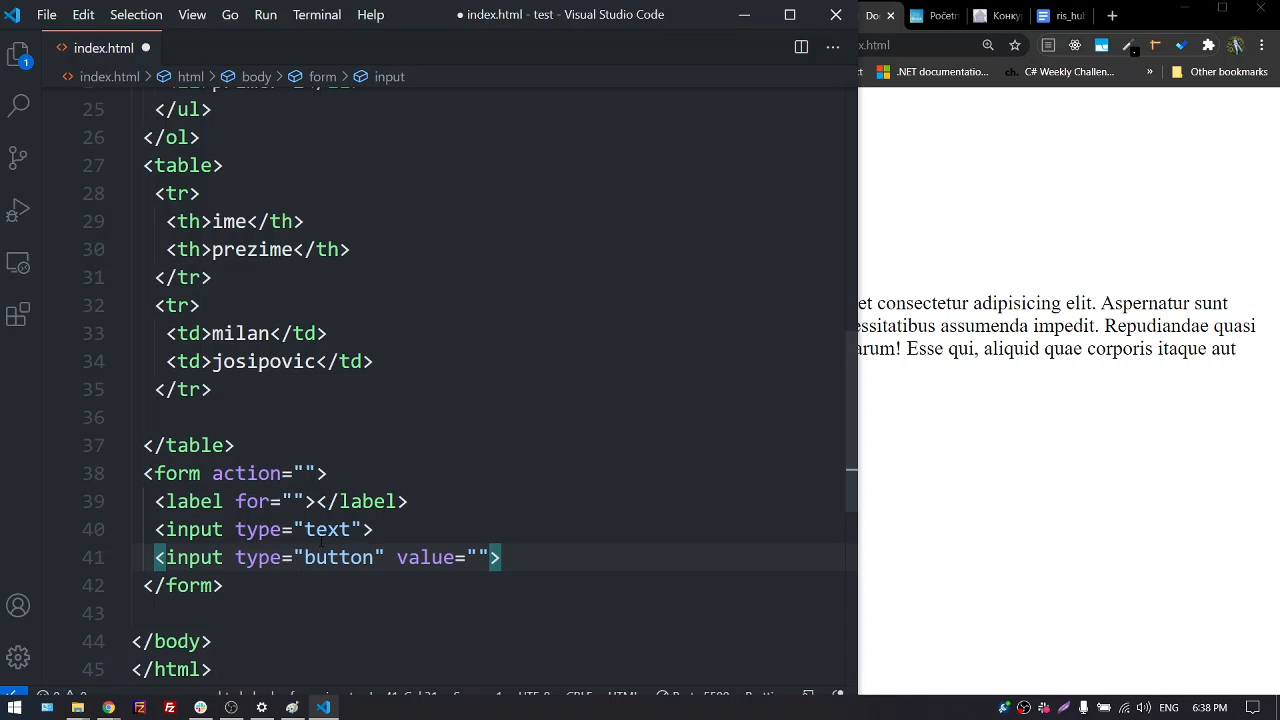 File Edit Selection View Go Run Terminal Help
● index.html - test - Visual Studio Code
index.html
index.html > html > body > form > input
25 </ul>
26 </ol>
27 <table>
28 <tr>
29 <th>ime</th>
30 <th>prezime</th>
31 </tr>
32 <tr>
33 <td>milan</td>
34 <td>josipovic</td>
35 </tr>
36
37 </table>
38 <form action="">
39 <label for=""></label>
40 <input type="text">
41 <input type="button" value="">
42 </form>
43
44 </body>
45 </html>
1
Početn
Конку
ris_hul
.NET documentatio...
ch. C# Weekly Challen...
» Other bookmarks
et consectetur adipisicing elit. Aspernatur sunt
essitatibus assumenda impedit. Repudiandae quasi
arum! Esse qui, aliquid quae corporis itaque aut
ENG 6:38 PM